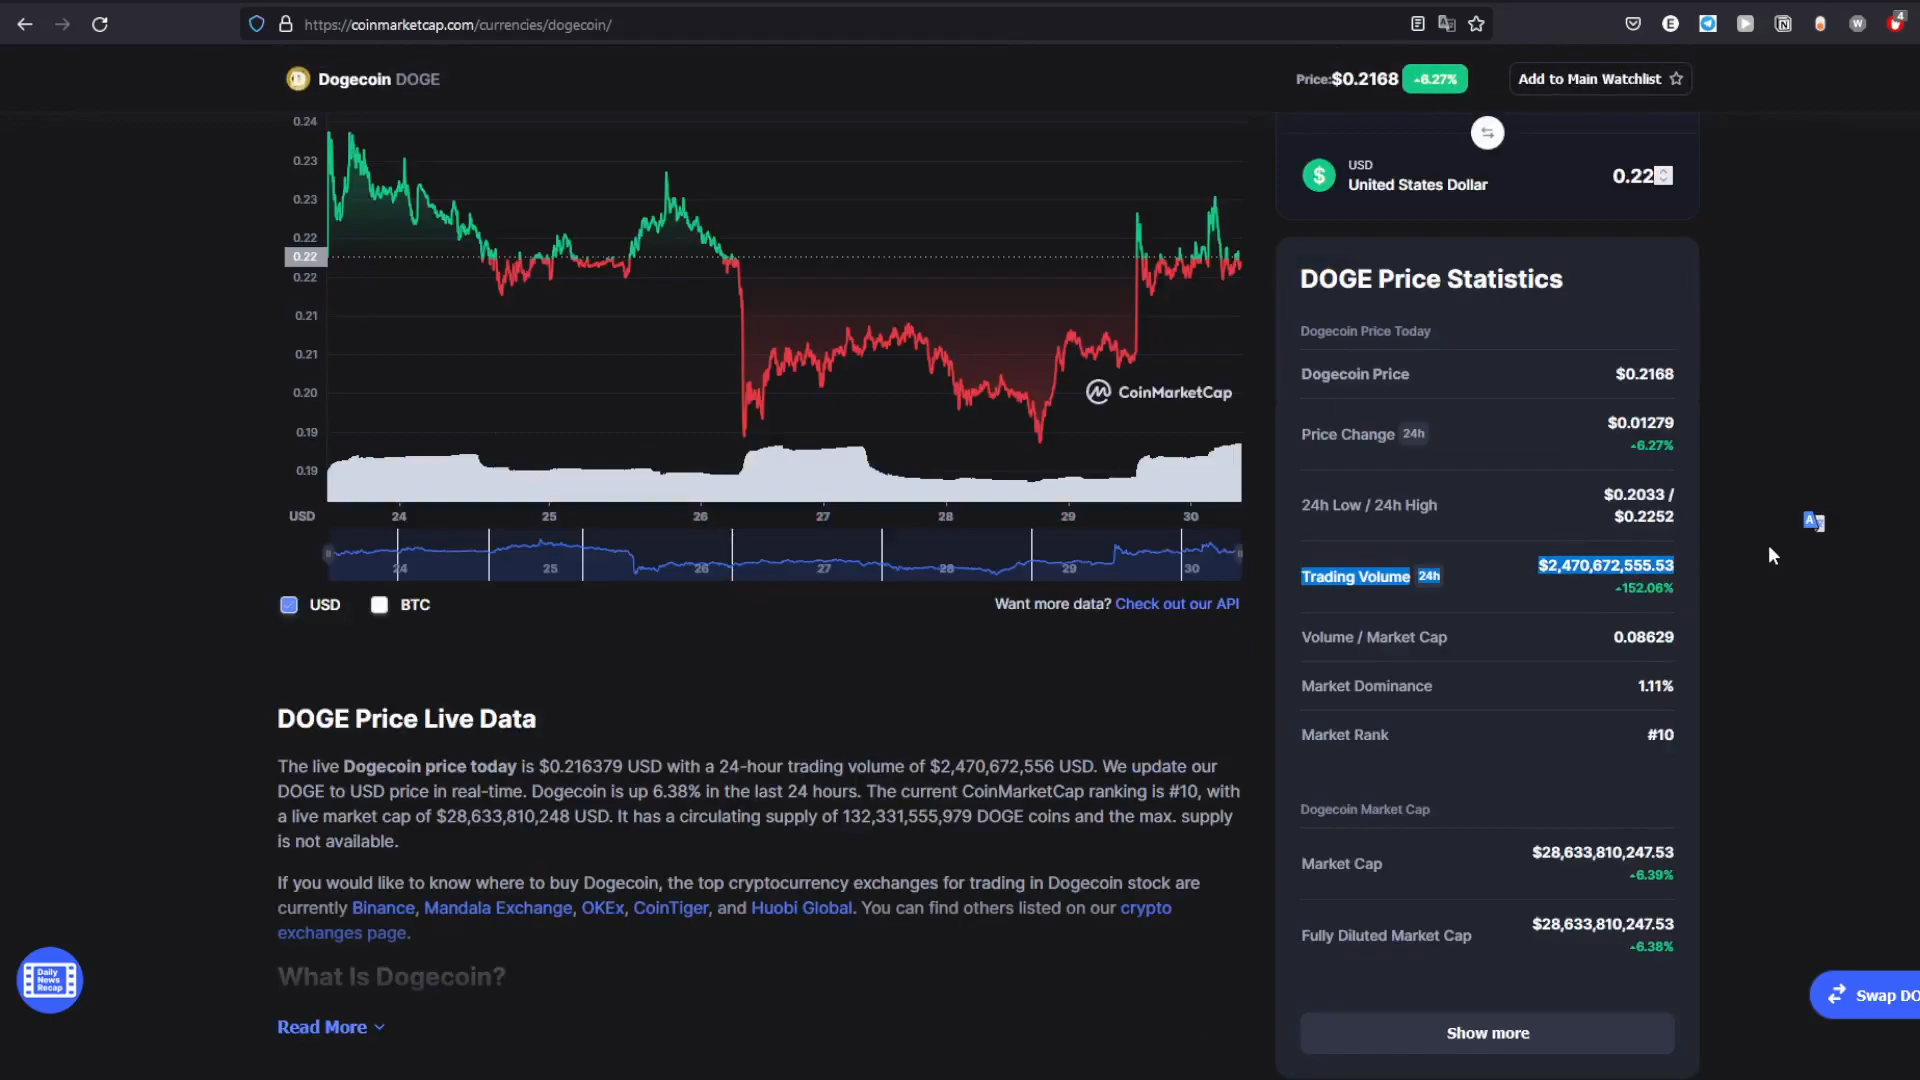 https://coinmarketcap.com/currencies/dogecoin/
4
Dogecoin DOGE
Price:$0.2168
6.27%
Add to Main Watchlist
0.24
0.23
0.23
0.22
0.22
0.22
0.21
0.21
0.20
0.19
0.19
CoinMarketCap
USD 24 25 26 27 28 29 30
24 25 26 27 28 29 30
USD BTC
Want more data? Check out our API
DOGE Price Live Data
The live Dogecoin price today is $0.216379 USD with a 24-hour trading volume of $2,470,672,556 USD. We update our
DOGE to USD price in real-time. Dogecoin is up 6.38% in the last 24 hours. The current CoinMarketCap ranking is #10, with
a live market cap of $28,633,810,248 USD. It has a circulating supply of 132,331,555,979 DOGE coins and the max. supply
is not available.
If you would like to know where to buy Dogecoin, the top cryptocurrency exchanges for trading in Dogecoin stock are
currently Binance, Mandala Exchange, OKEx, CoinTiger, and Huobi Global. You can find others listed on our crypto
exchanges page.
What Is Dogecoin?
Read More
Daily
News
Recap
USD
United States Dollar
0.22
DOGE Price Statistics
Dogecoin Price Today
Dogecoin Price $0.2168
Price Change 24h $0.01279
6.27%
24h Low / 24h High $0.2033 /
$0.2252
Trading Volume 24h $2,470,672,555.53
152.06%
Volume / Market Cap 0.08629
Market Dominance 1.11%
Market Rank #10
Dogecoin Market Cap
Market Cap $28,633,810,247.53
6.39%
Fully Diluted Market Cap $28,633,810,247.53
6.38%
Show more
Swap DO